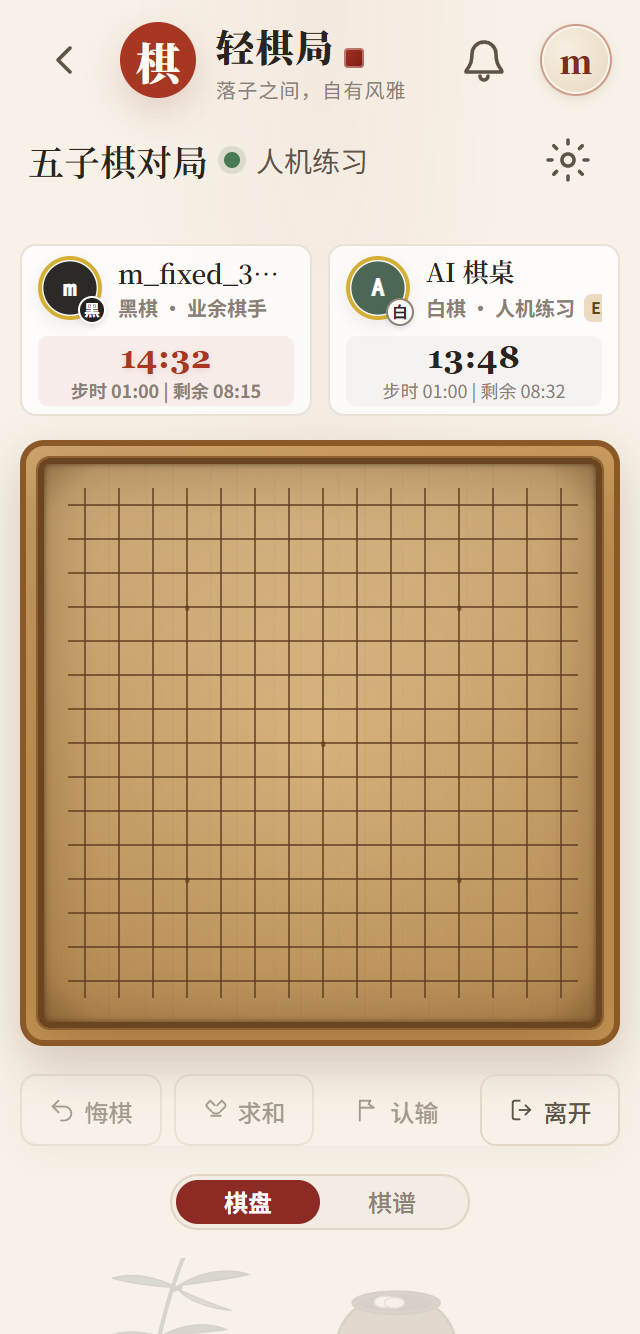 棋
轻棋局
落子之间，自有风雅
m
五子棋对局
人机练习
m
黑
m_fixed_3···
黑棋 · 业余棋手
14:32
步时 01:00 | 剩余 08:15
A
白
AI 棋桌
白棋 · 人机练习
E
13:48
步时 01:00 | 剩余 08:32
悔棋
求和
认输
离开
棋盘
棋谱